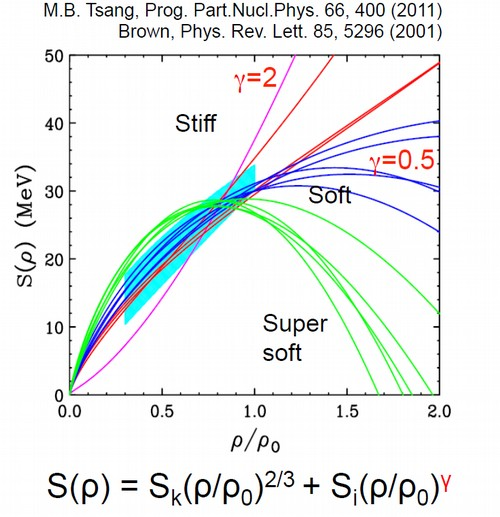 M.B. Tsang, Prog. Part.Nucl.Phys. 66, 400 (2011)
Brown, Phys. Rev. Lett. 85, 5296 (2001)
50
γ=2
Stiff
40
γ=0.5
30
Soft
20
S(ρ) (MeV)
10
Super
soft
0
0.0 0.5 1.0 1.5 2.0
ρ/ρ₀
S(ρ) = Sₖ(ρ/ρ₀)²ᐟ³ + Sᵢ(ρ/ρ₀)ᵞ